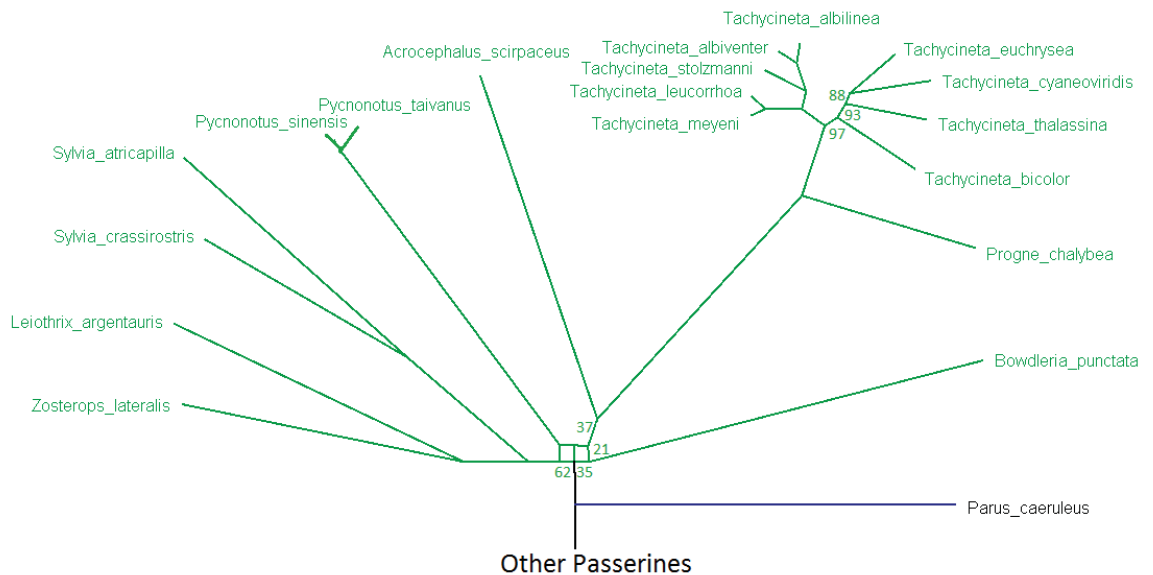 Tachycineta_albilinea
Acrocephalus_scirpaceus
Tachycineta_albiventer
Tachycineta_euchrysea
Tachycineta_stolzmanni
Tachycineta_cyaneoviridis
Tachycineta_leucorrhoa
88
Pycnonotus_taivanus
93
Pycnonotus_sinensis
Tachycineta_meyeni
Tachycineta_thalassina
97
Sylvia_atricapilla
Tachycineta_bicolor
Sylvia_crassirostris
Progne_chalybea
Leiothrix_argentauris
Bowdleria_punctata
Zosterops_lateralis
37
21
62
35
Parus_caeruleus
Other Passerines